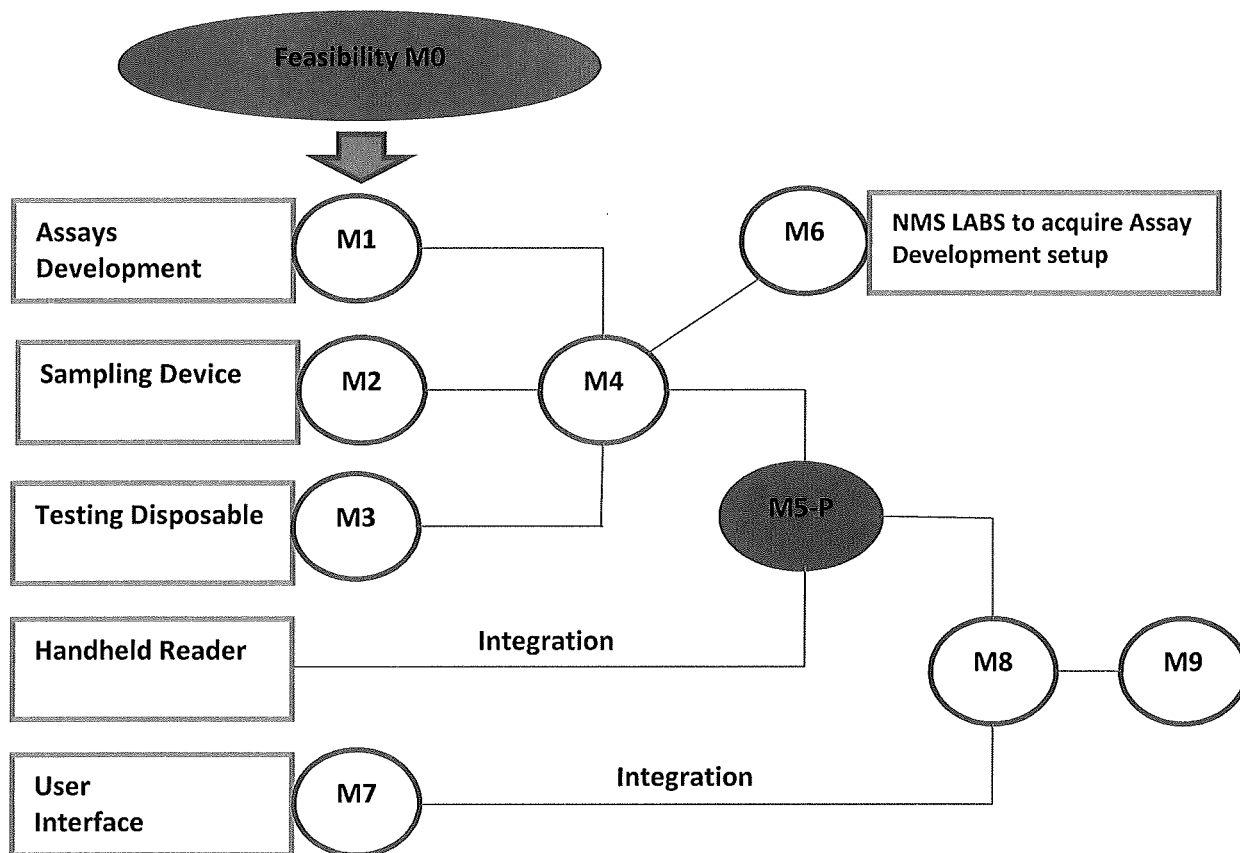 Feasibility M0
Assays
Development
M1
M6
NMS LABS to acquire Assay
Development setup
Sampling Device
M2
M4
Testing Disposable
M3
M5-P
Handheld Reader
Integration
M8
M9
User
Interface
M7
Integration